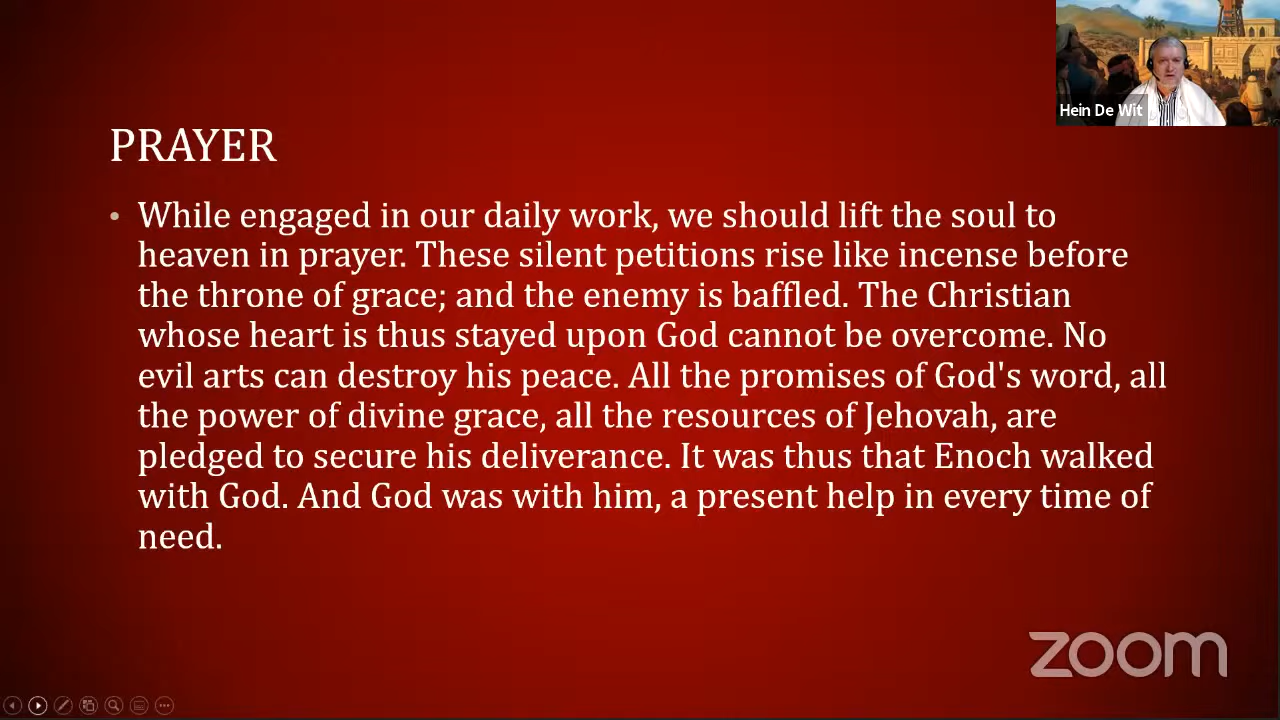 Hein De Wit
PRAYER
• While engaged in our daily work, we should lift the soul to
heaven in prayer. These silent petitions rise like incense before
the throne of grace; and the enemy is baffled. The Christian
whose heart is thus stayed upon God cannot be overcome. No
evil arts can destroy his peace. All the promises of God's word, all
the power of divine grace, all the resources of Jehovah, are
pledged to secure his deliverance. It was thus that Enoch walked
with God. And God was with him, a present help in every time of
need.
zoom